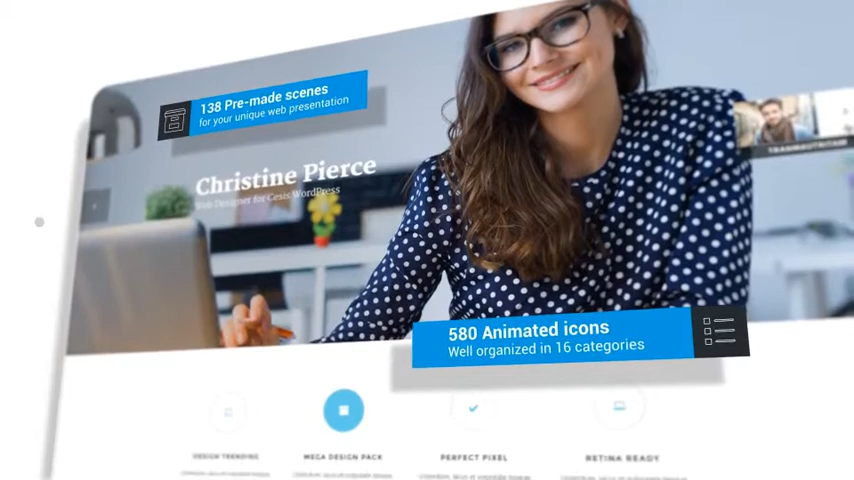 138 Pre-made scenes
for your unique web presentation
Christine Pierce
Web Designer for Cesis WordPress
580 Animated icons
Well organized in 16 categories
DESIGN TRENDING
MEGA DESIGN PACK
PERFECT PIXEL
RETINA READY